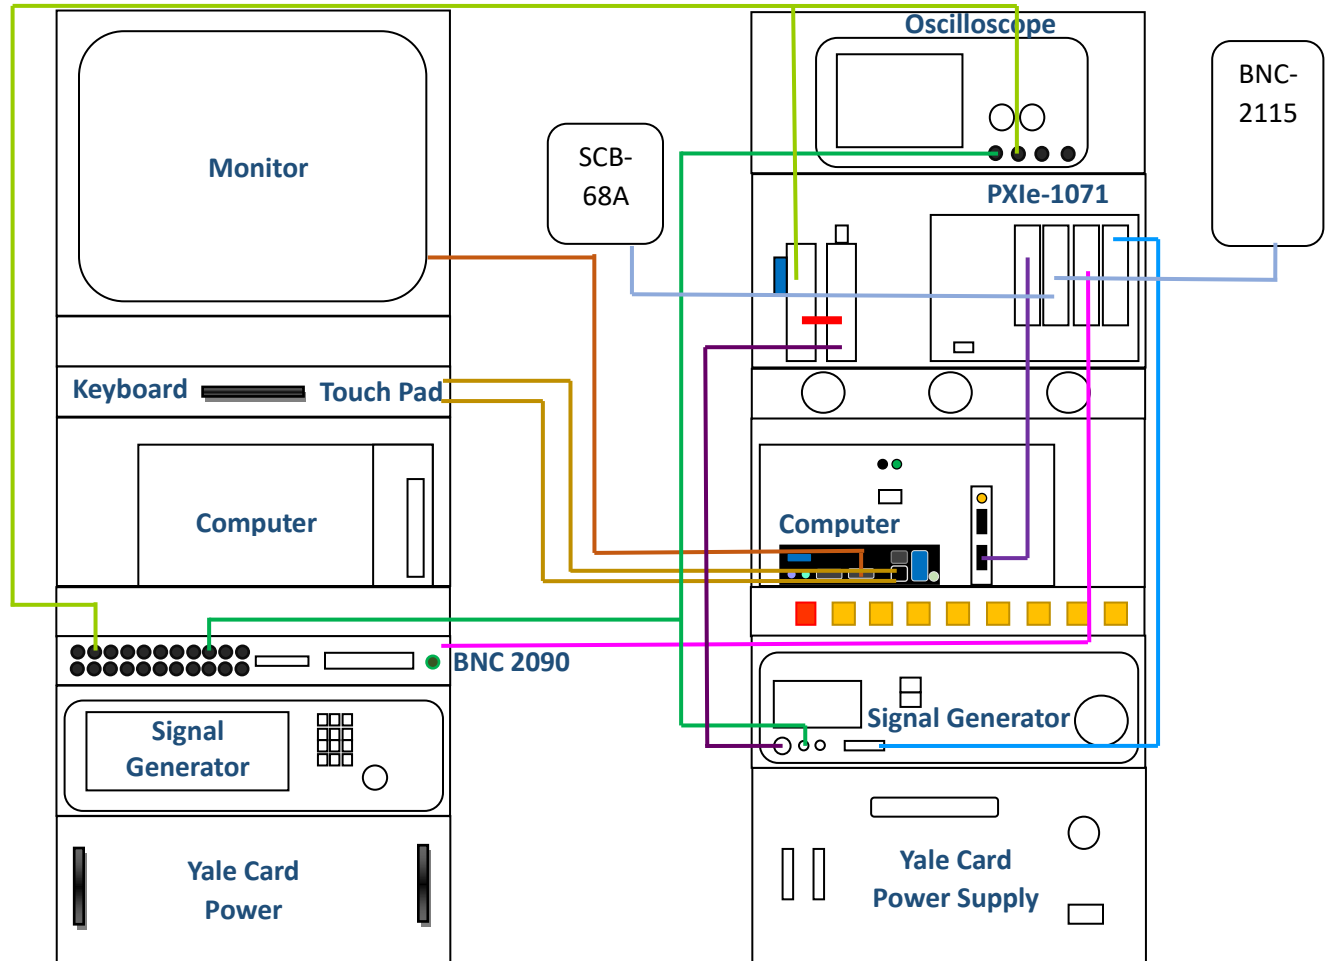 Oscilloscope
BNC-
2115
Monitor
SCB-
68A
PXIe-1071
Keyboard
Touch Pad
Computer
Computer
BNC 2090
Signal
Generator
Signal Generator
Yale Card
Power
Yale Card
Power Supply